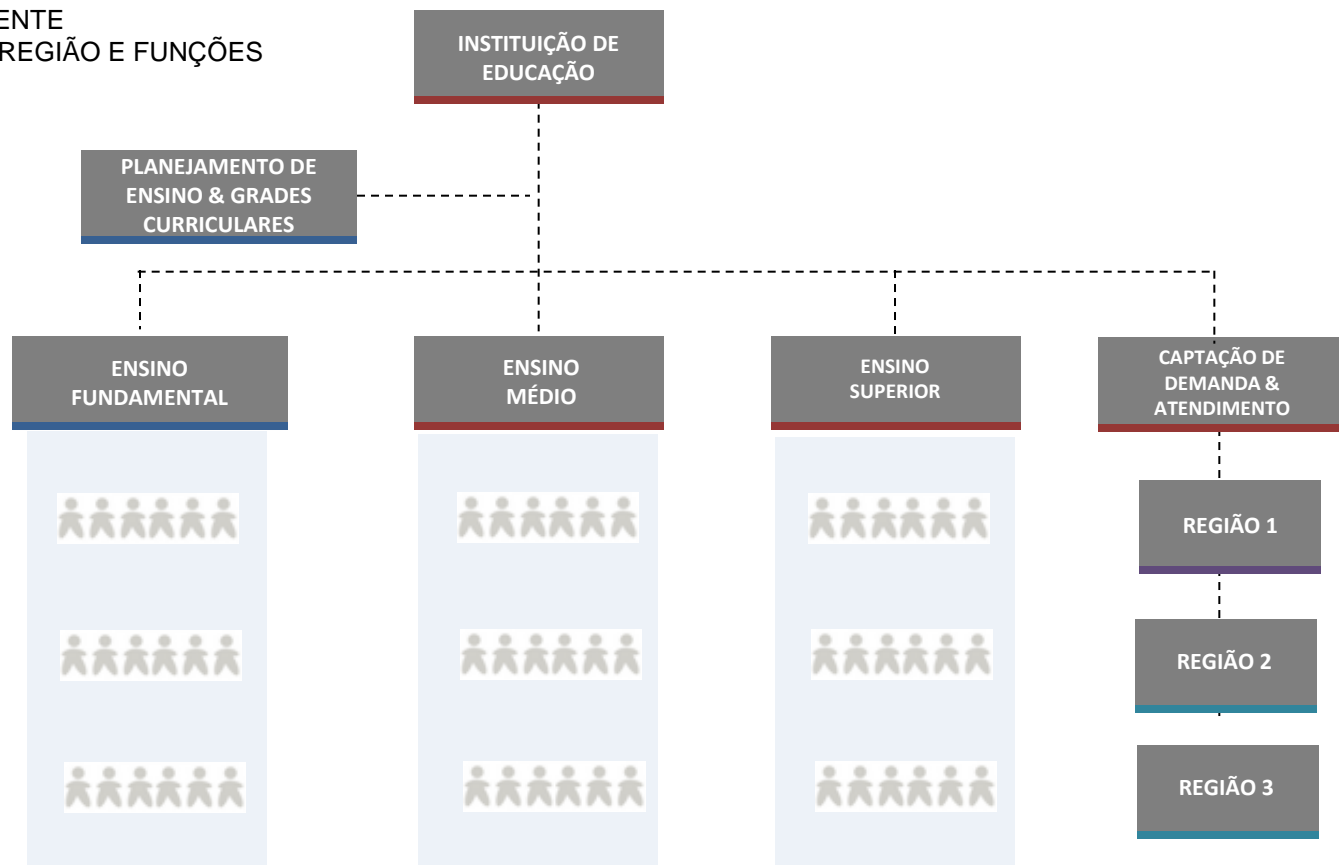 ENTE
REGIÃO E FUNÇÕES
INSTITUIÇÃO DE
EDUCAÇÃO
PLANEJAMENTO DE
ENSINO & GRADES
CURRICULARES
ENSINO
FUNDAMENTAL
ENSINO
MÉDIO
ENSINO
SUPERIOR
CAPTAÇÃO DE
DEMANDA &
ATENDIMENTO
REGIÃO 1
REGIÃO 2
REGIÃO 3